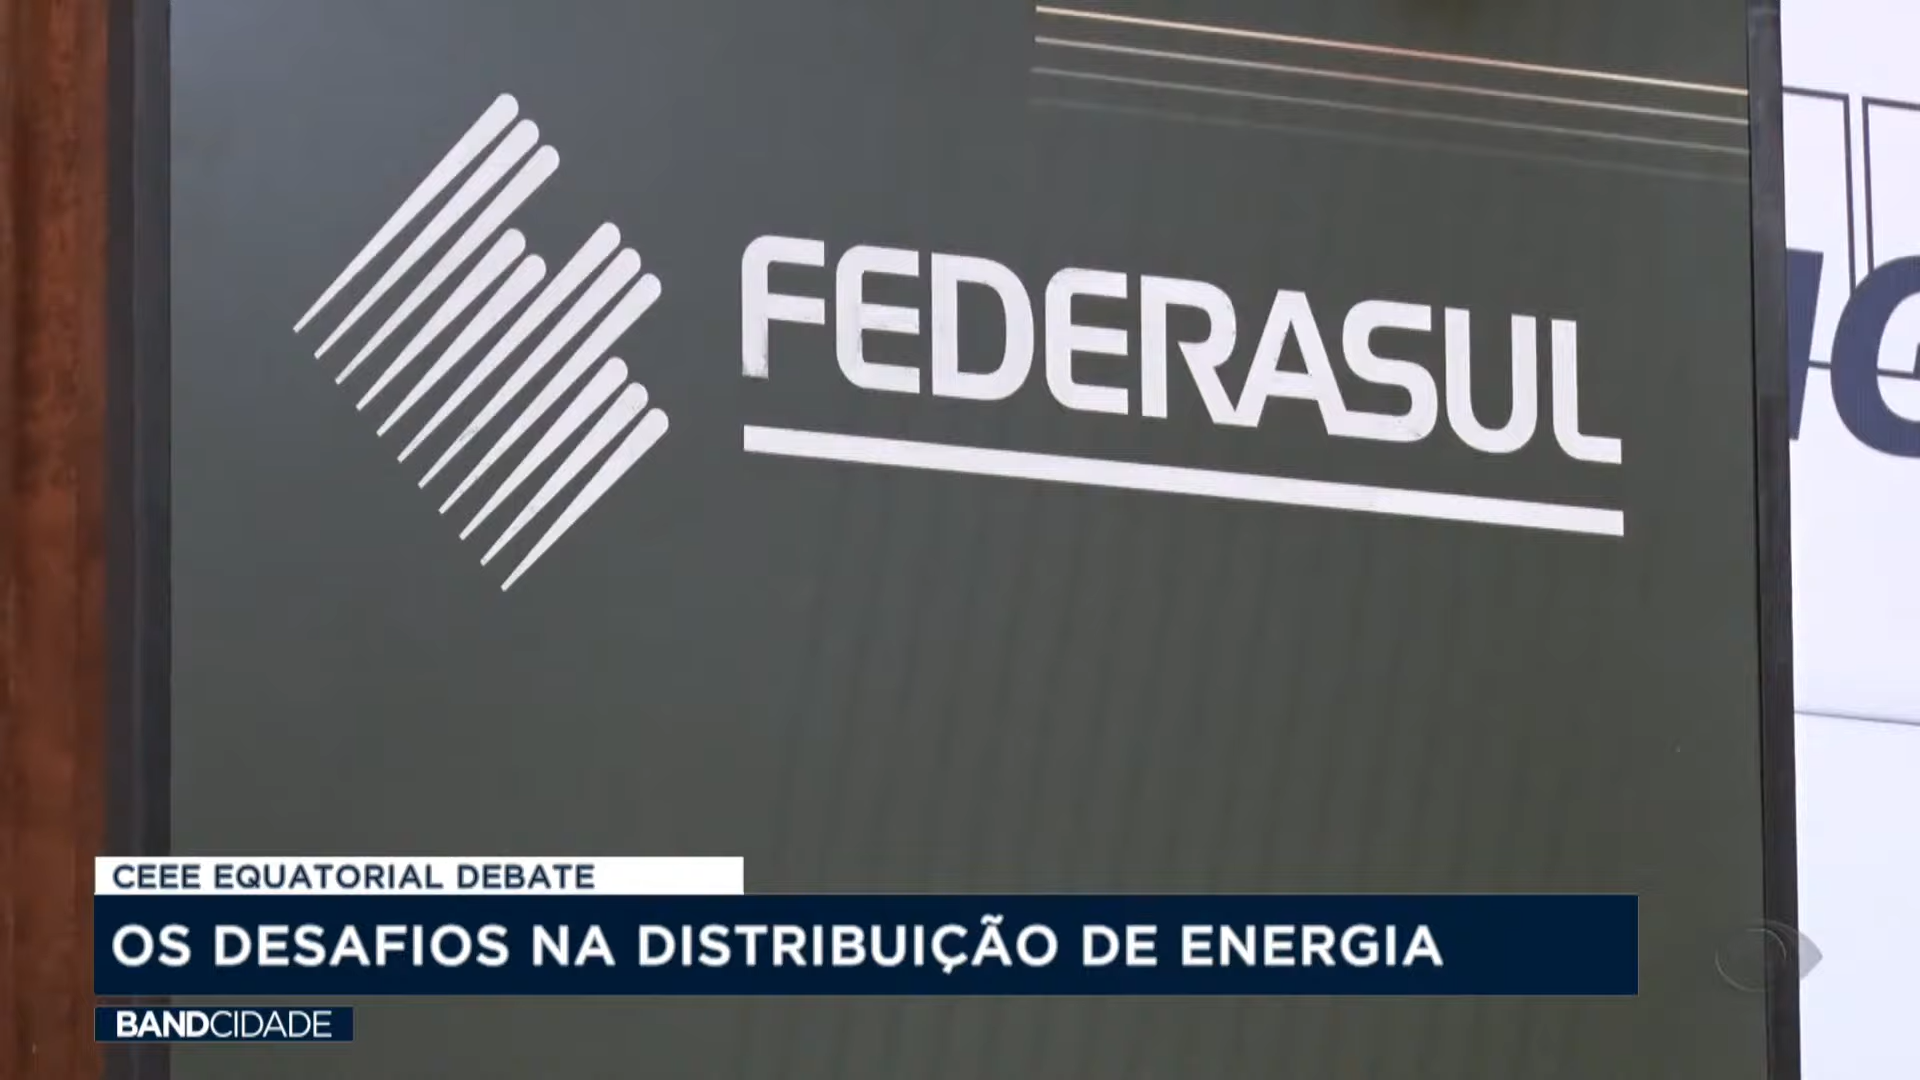 FEDERASUL
CEEE EQUATORIAL DEBATE
OS DESAFIOS NA DISTRIBUIÇÃO DE ENERGIA
BANDCIDADE